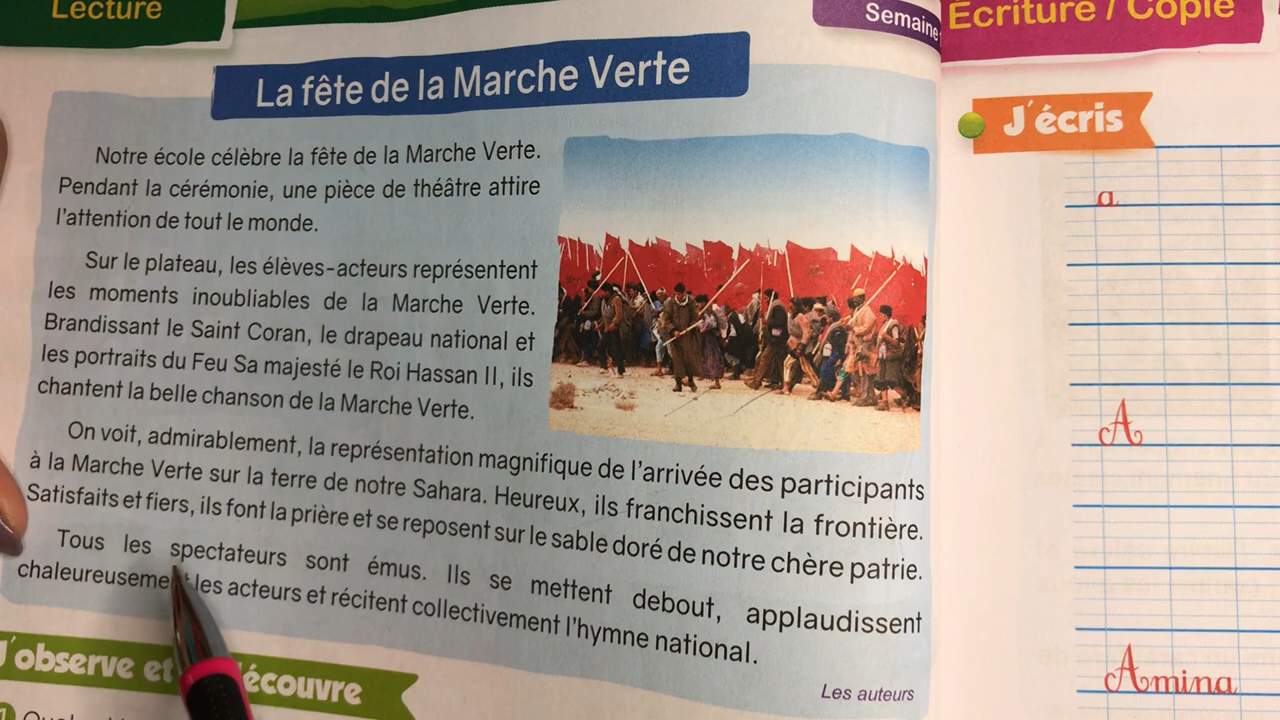 Lecture
Semaine
La fête de la Marche Verte
Notre école célèbre la fête de la Marche Verte.
Pendant la cérémonie, une pièce de théâtre attire
l'attention de tout le monde.
Sur le plateau, les élèves-acteurs représentent
les moments inoubliables de la Marche Verte.
Brandissant le Saint Coran, le drapeau national et
les portraits du Feu Sa majesté le Roi Hassan II, ils
chantent la belle chanson de la Marche Verte.
On voit, admirablement, la représentation magnifique de l'arrivée des participants
à la Marche Verte sur la terre de notre Sahara. Heureux, ils franchissent la frontière.
Satisfaits et fiers, ils font la prière et se reposent sur le sable doré de notre chère patrie.
Tous les spectateurs sont émus. Ils se mettent debout, applaudissent
chaleureusement les acteurs et récitent collectivement l'hymne national.
Les auteurs
J'observe et découvre
Écriture / Copie
J'écris
a
A
Amina